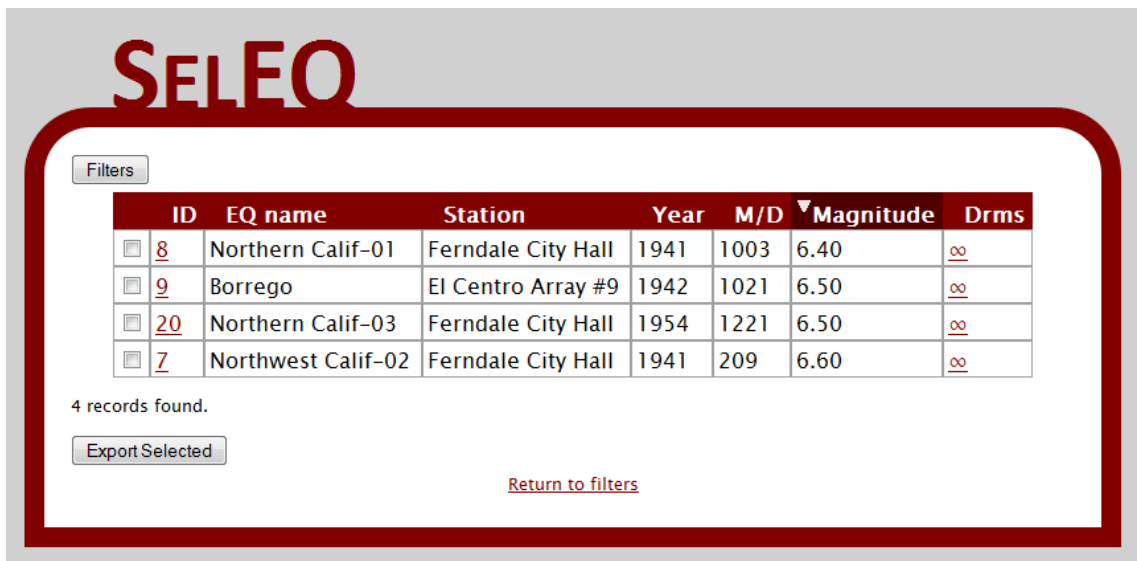 SELEQ
Filters
ID EQ name Station Year M/D ▼Magnitude Drms
8 Northern Calif-01 Ferndale City Hall 1941 1003 6.40 ∞
9 Borrego El Centro Array #9 1942 1021 6.50 ∞
20 Northern Calif-03 Ferndale City Hall 1954 1221 6.50 ∞
7 Northwest Calif-02 Ferndale City Hall 1941 209 6.60 ∞
4 records found.
Export Selected
Return to filters